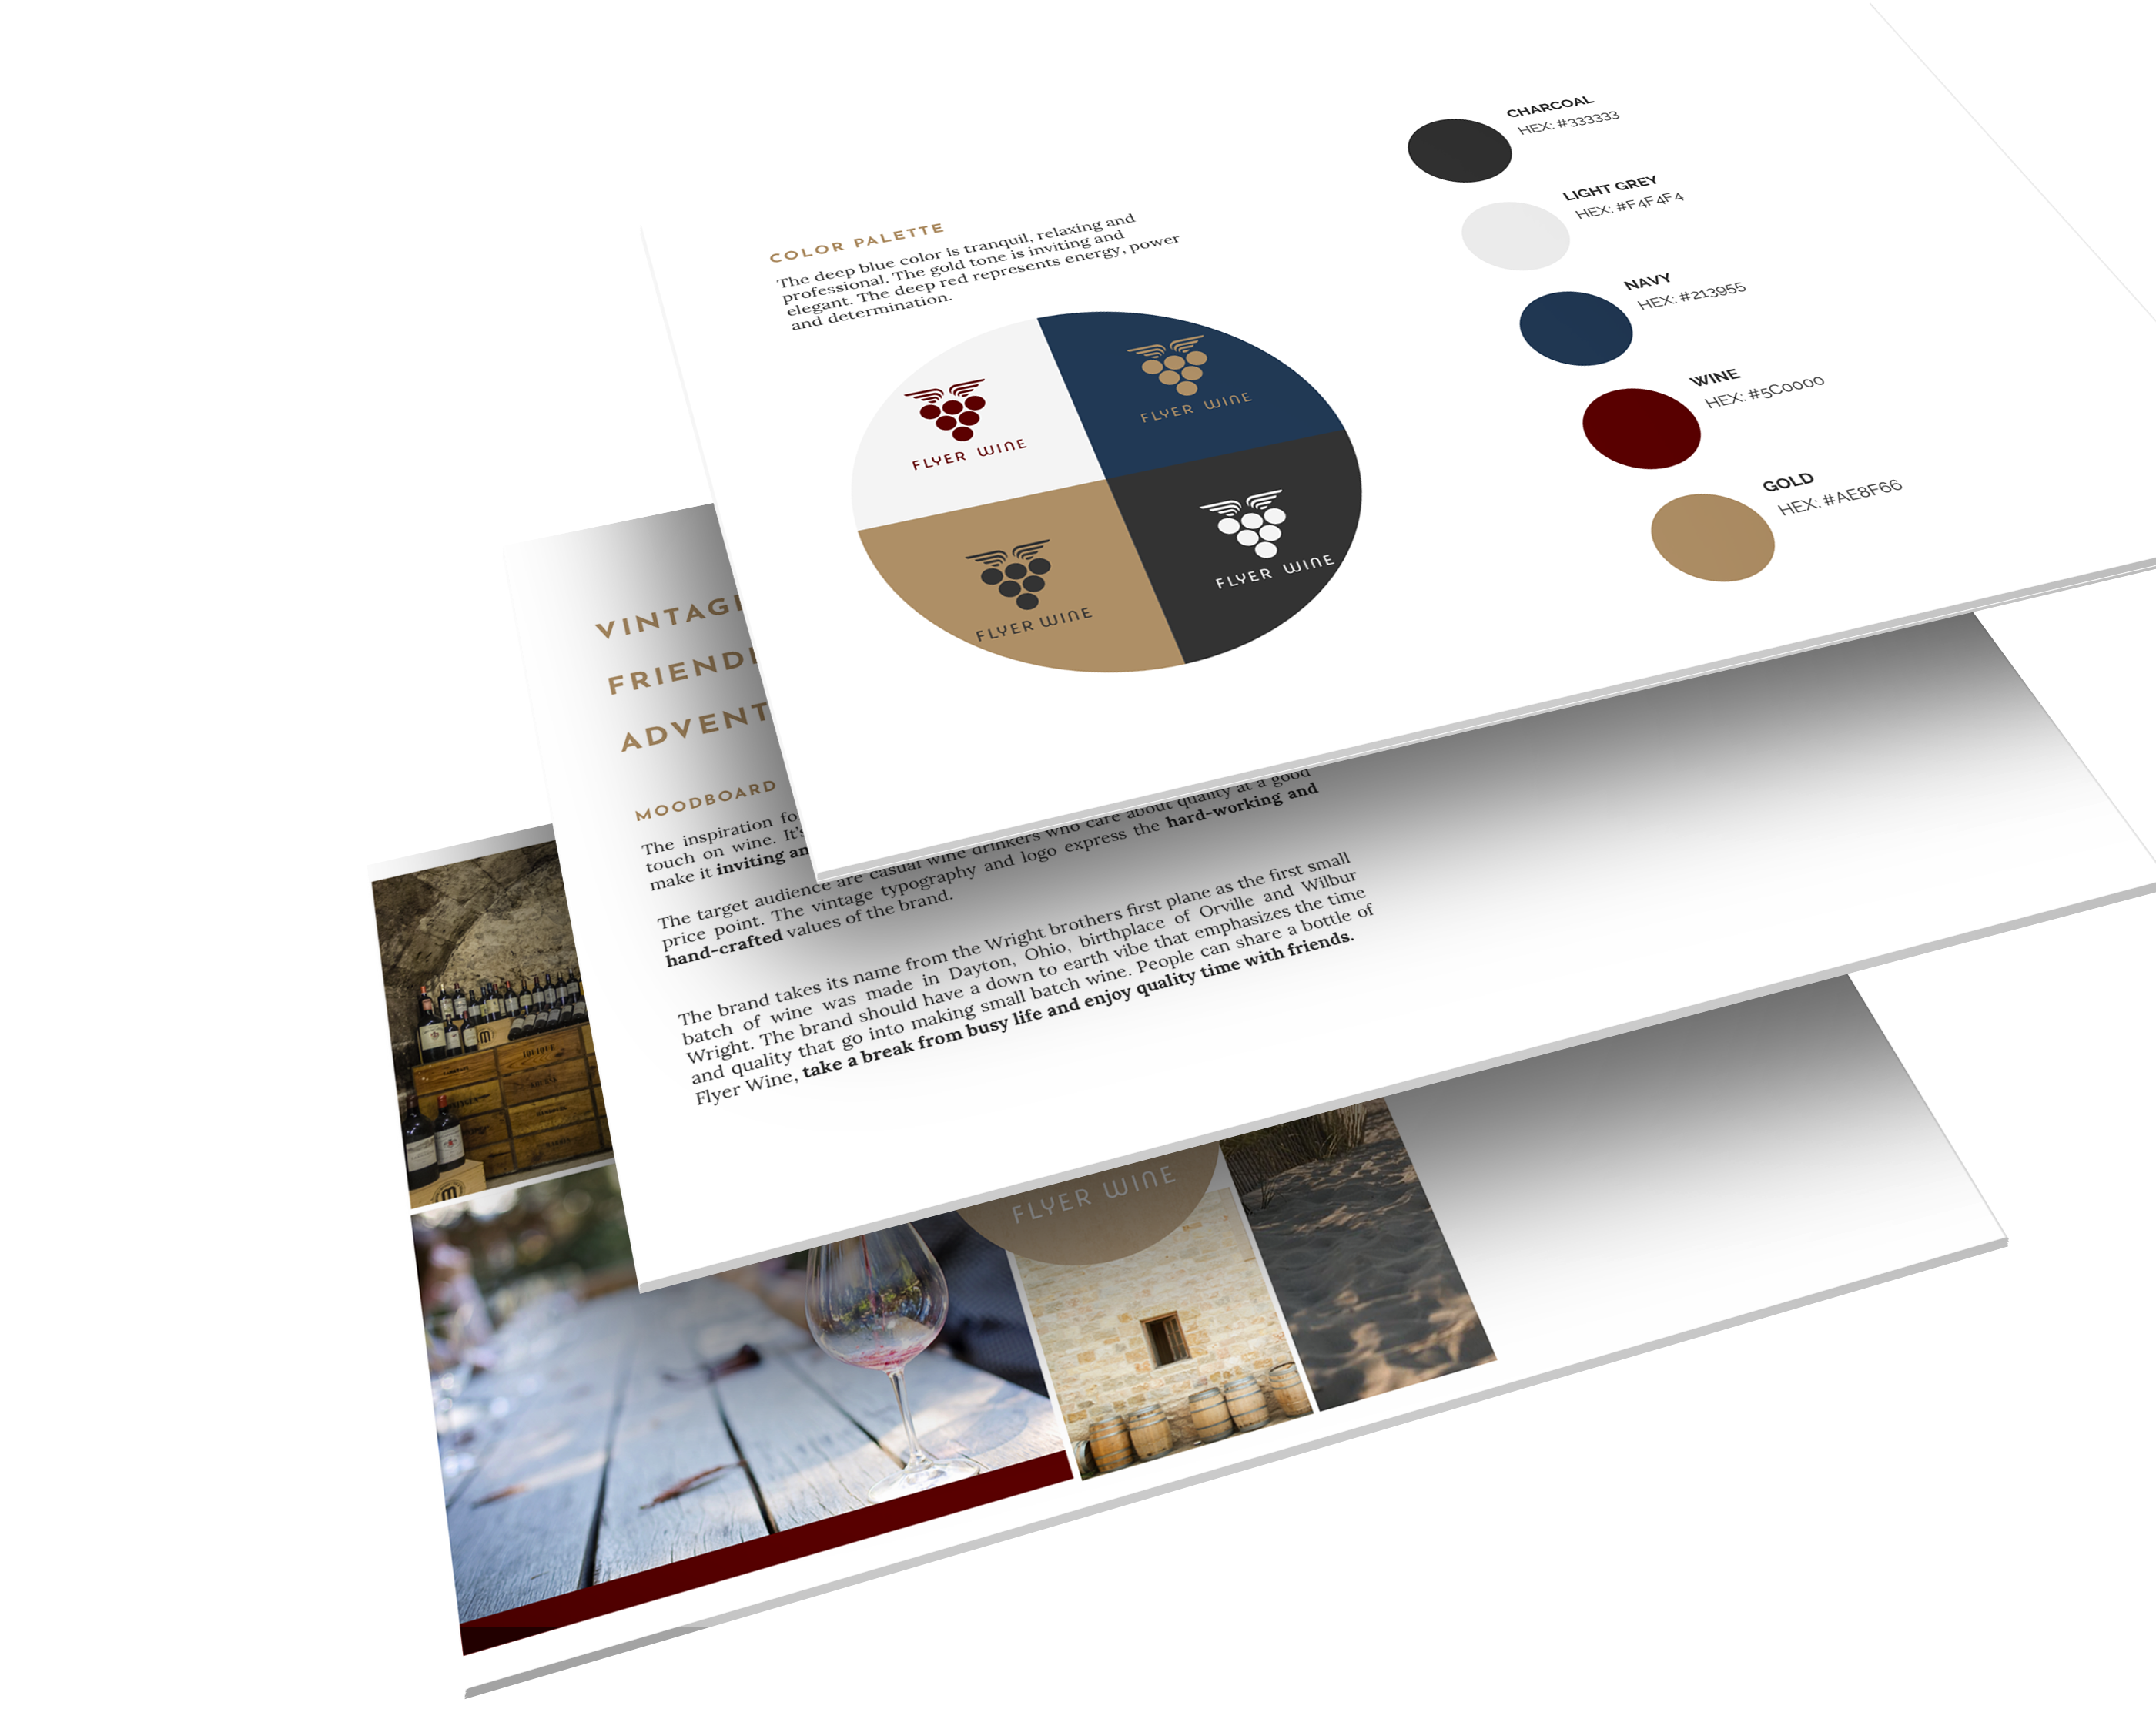 CHARCOAL
HEX: #333333
LIGHT GREY
HEX: #F4F4F4
NAVY
HEX: #213955
WINE
HEX: #5C0000
GOLD
HEX: #AE8F66
COLOR PALETTE
The deep blue color is tranquil, relaxing and
professional. The gold tone is inviting and
elegant. The deep red represents energy, power
and determination.
FLYER WINE
FLYER WINE
FLYER WINE
FLYER WINE
VINTAGE
FRIENDL
ADVENT
MOODBOARD
The inspiration fo
touch on wine. It's
make it inviting an
The target audience are casual wine drinkers who care about quality at a good
price point. The vintage typography and logo express the hard-working and
hand-crafted values of the brand.
The brand takes its name from the Wright brothers first plane as the first small
batch of wine was made in Dayton, Ohio, birthplace of Orville and Wilbur
Wright. The brand should have a down to earth vibe that emphasizes the time
and quality that go into making small batch wine. People can share a bottle of
Flyer Wine, take a break from busy life and enjoy quality time with friends.
FLYER WINE